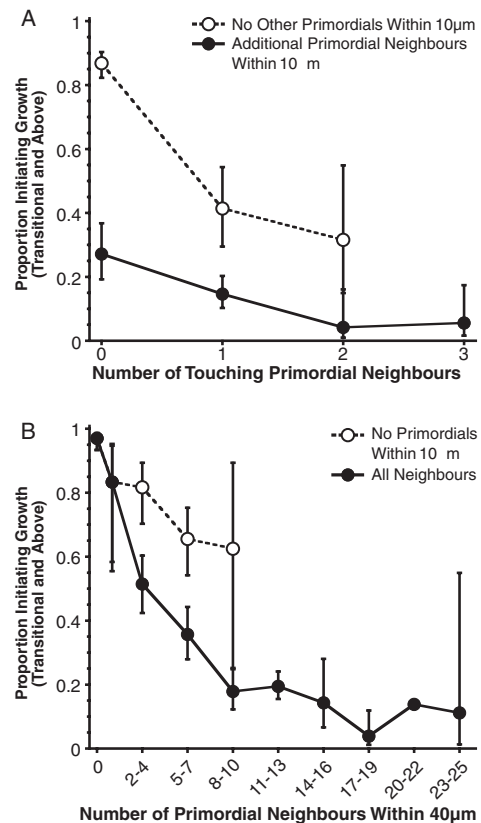 A
No Other Primordials Within 10µm
Additional Primordial Neighbours
Within 10 m
Proportion Initiating Growth
(Transitional and Above)
1
0.8
0.6
0.4
0.2
0
0 1 2 3
Number of Touching Primordial Neighbours
B
No Primordials
Within 10 m
All Neighbours
Proportion Initiating Growth
(Transitional and Above)
1
0.8
0.6
0.4
0.2
0
0 2-4 5-7 8-10 11-13 14-16 17-19 20-22 23-25
Number of Primordial Neighbours Within 40µm